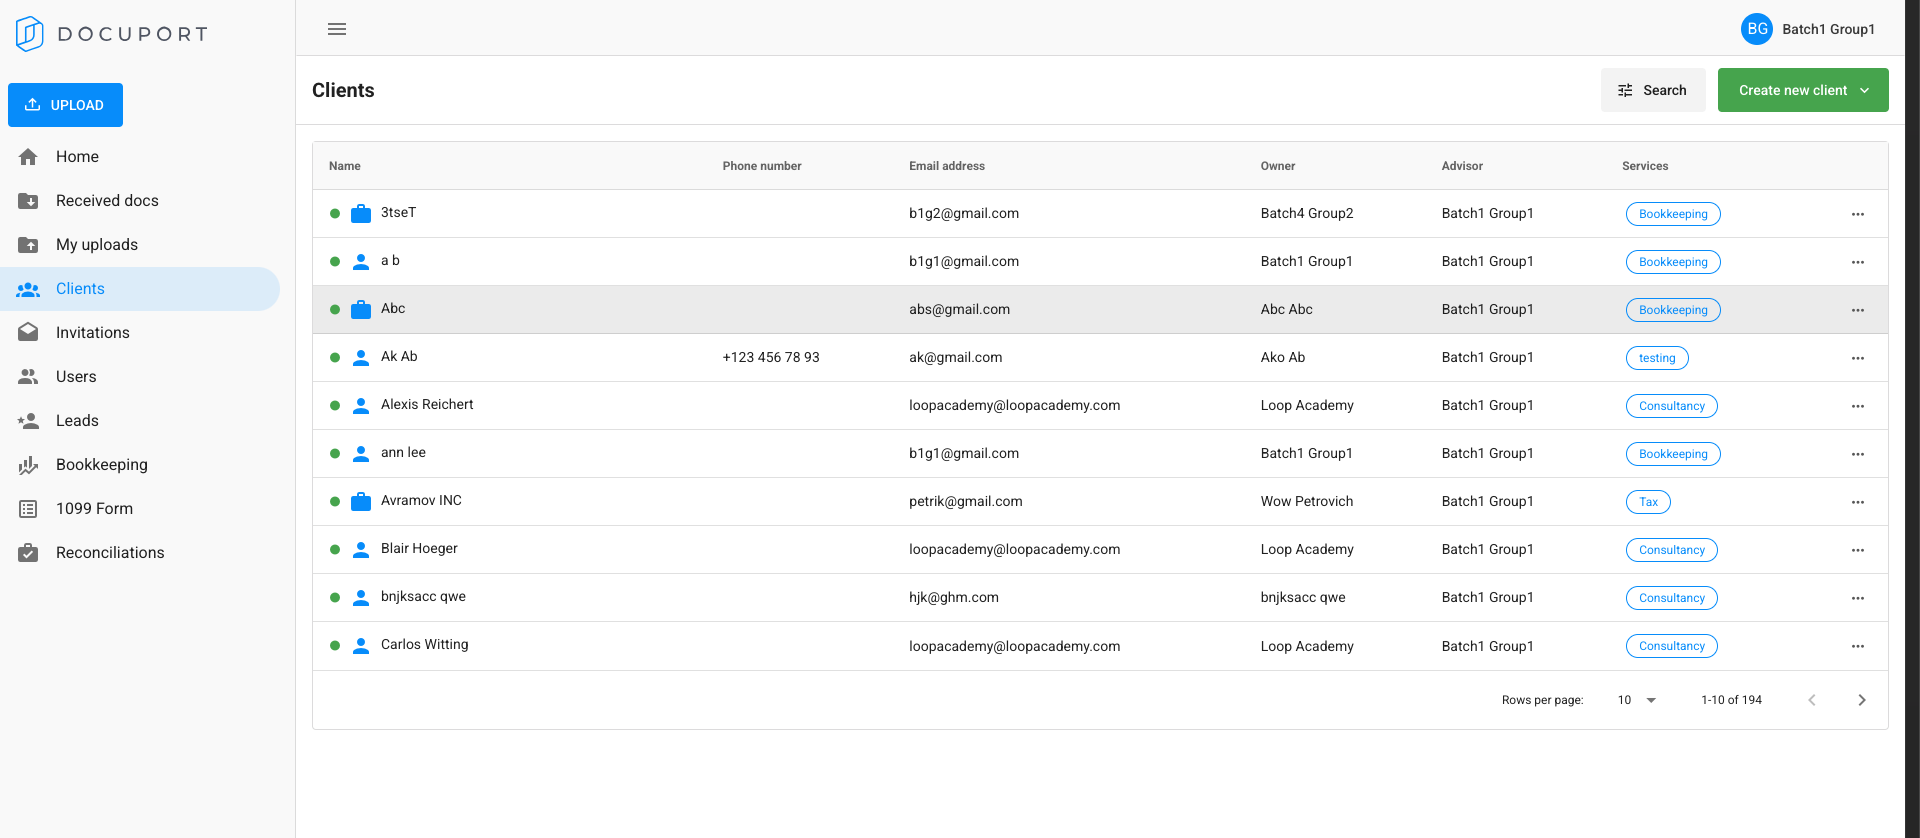 DOCUPORT
BG Batch1 Group1
UPLOAD
Home
Received docs
My uploads
Clients
Invitations
Users
Leads
Bookkeeping
1099 Form
Reconciliations
Clients Search Create new client
Name Phone number Email address Owner Advisor Services
3tseT b1g2@gmail.com Batch4 Group2 Batch1 Group1 Bookkeeping
a b b1g1@gmail.com Batch1 Group1 Batch1 Group1 Bookkeeping
Abc abs@gmail.com Abc Abc Batch1 Group1 Bookkeeping
Ak Ab +123 456 78 93 ak@gmail.com Ako Ab Batch1 Group1 testing
Alexis Reichert loopacademy@loopacademy.com Loop Academy Batch1 Group1 Consultancy
ann lee b1g1@gmail.com Batch1 Group1 Batch1 Group1 Bookkeeping
Avramov INC petrik@gmail.com Wow Petrovich Batch1 Group1 Tax
Blair Hoeger loopacademy@loopacademy.com Loop Academy Batch1 Group1 Consultancy
bnjksacc qwe hjk@ghm.com bnjksacc qwe Batch1 Group1 Consultancy
Carlos Witting loopacademy@loopacademy.com Loop Academy Batch1 Group1 Consultancy
Rows per page: 10 1-10 of 194